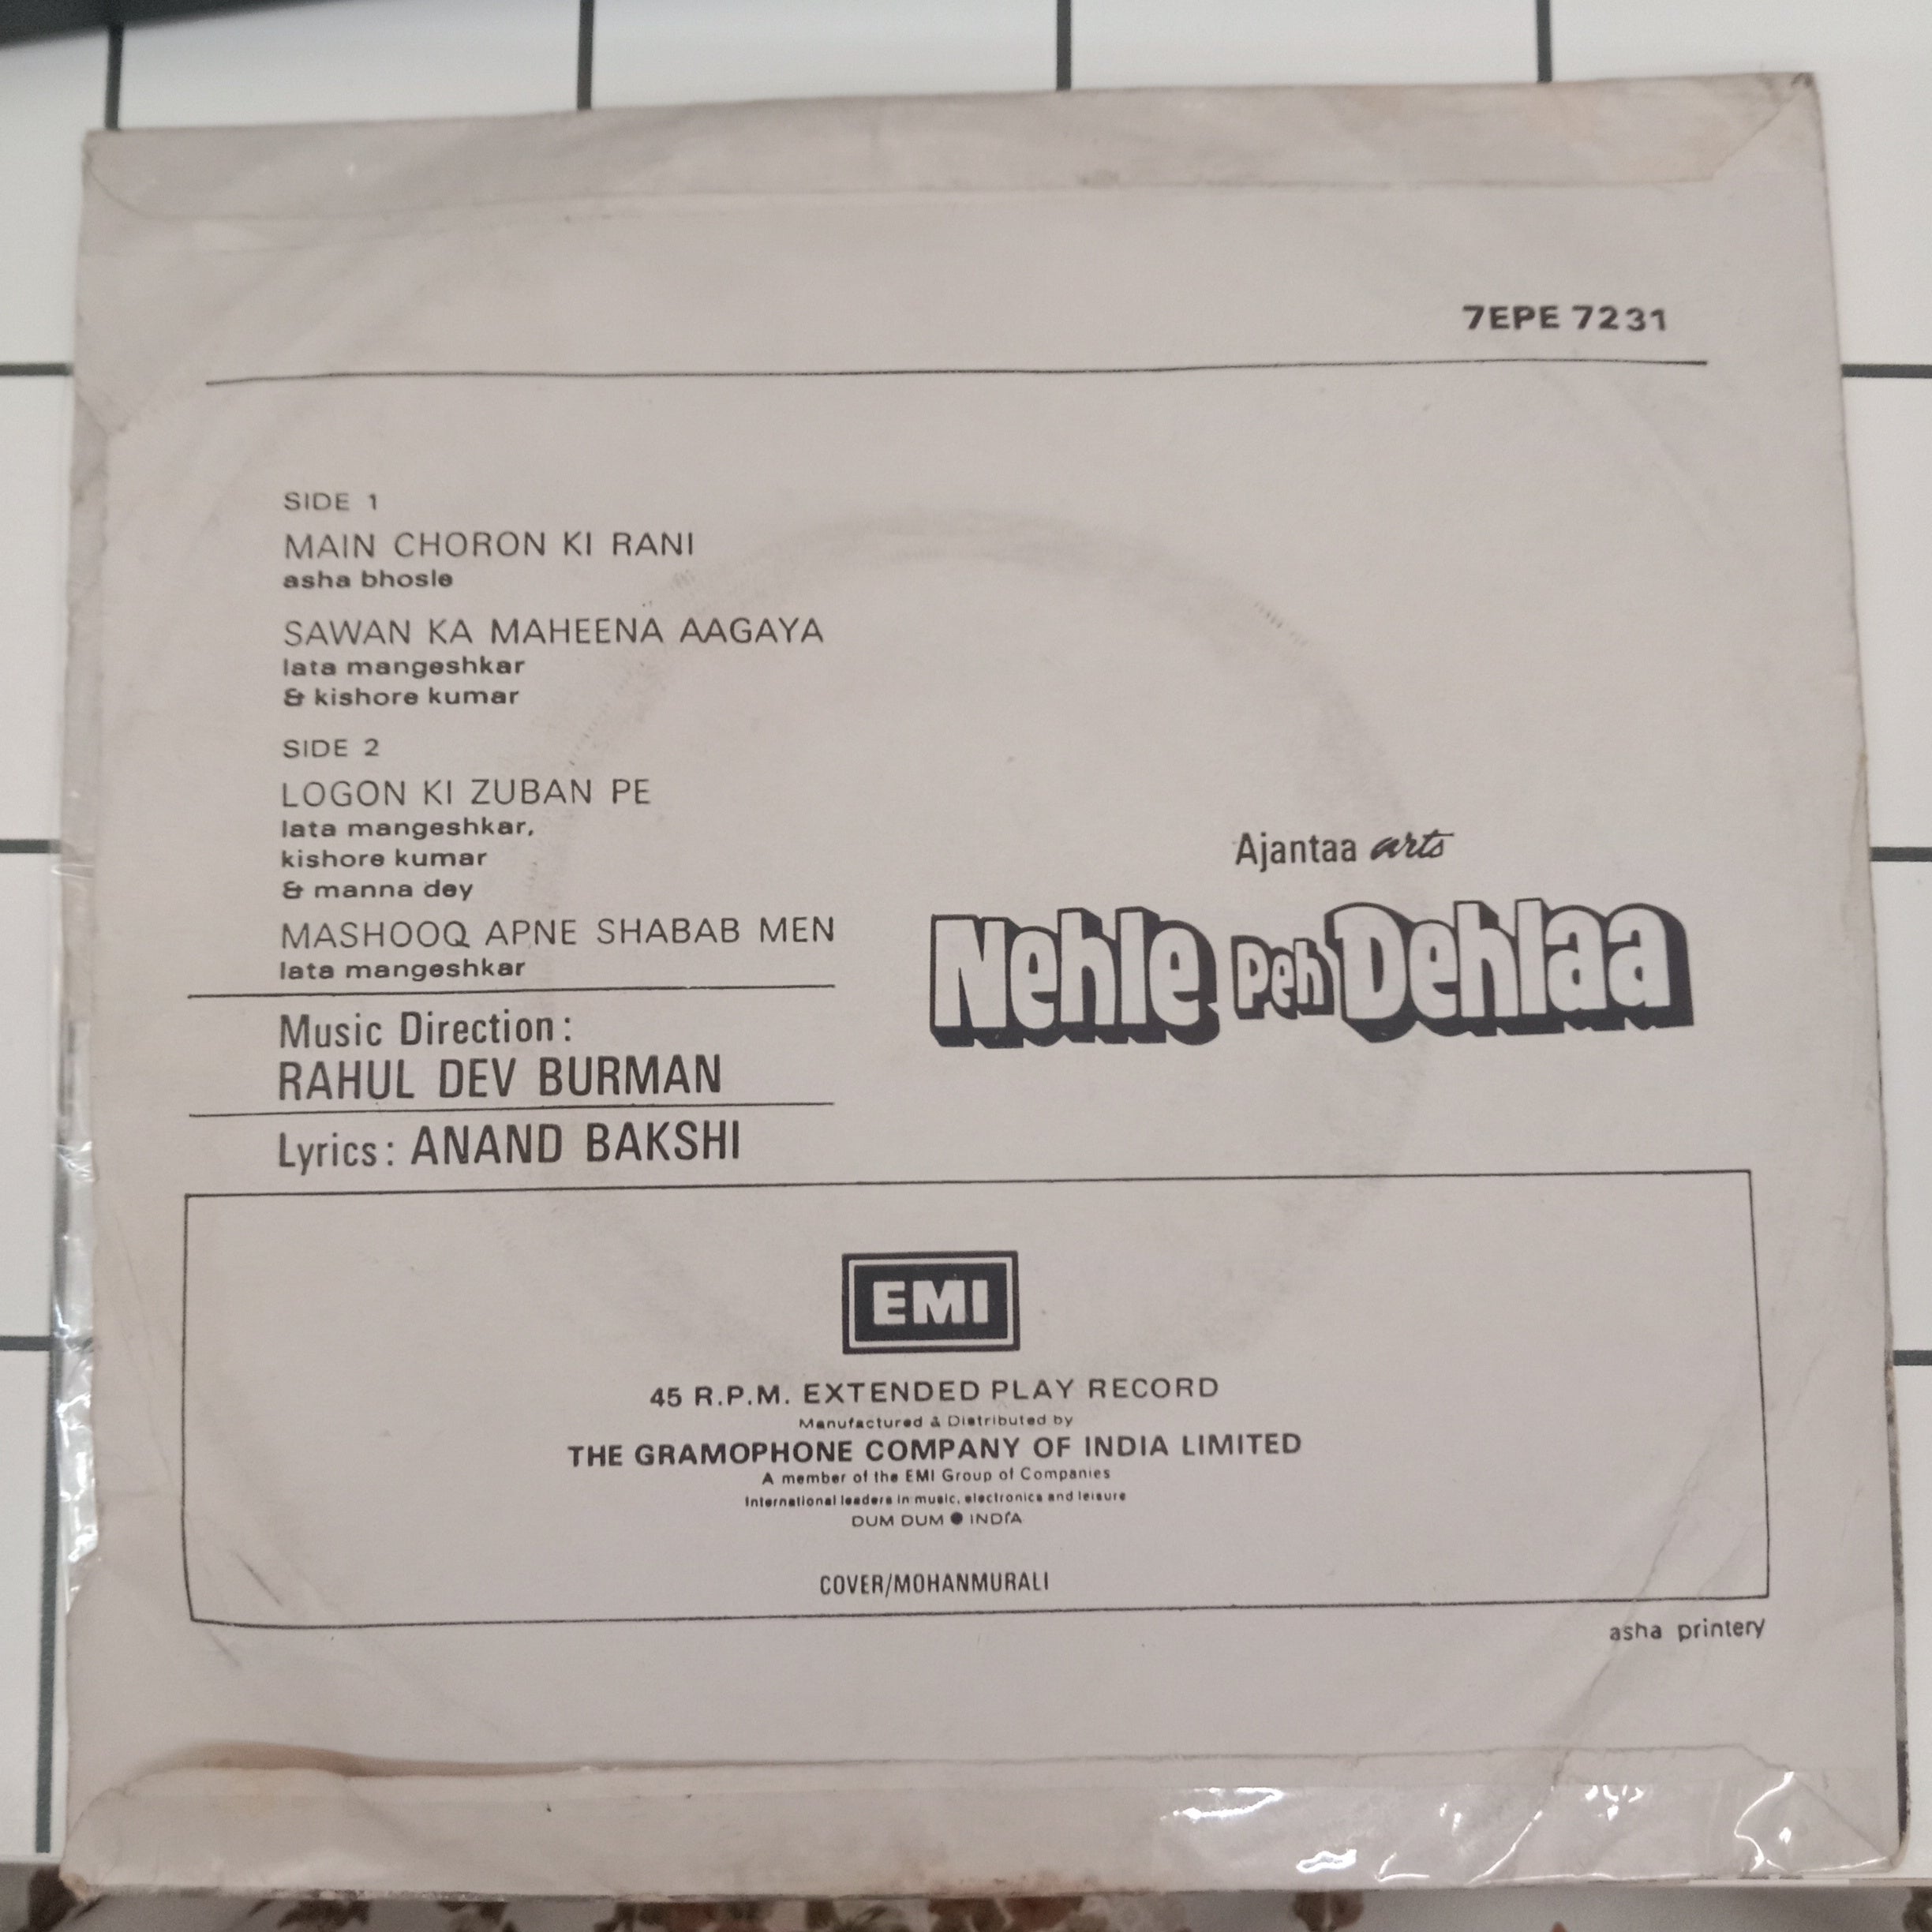 7EPE 7231
SIDE 1
MAIN CHORON KI RANI
asha bhosle
SAWAN KA MAHEENA AAGAYA
lata mangeshkar
& kishore kumar
SIDE 2
LOGON KI ZUBAN PE
lata mangeshkar,
kishore kumar
& manna dey
MASHOOQ APNE SHABAB MEN
lata mangeshkar
Music Direction:
RAHUL DEV BURMAN
Lyrics: ANAND BAKSHI
Ajantaa arts
Nehle Peh Dehlaa
EMI
45 R.P.M. EXTENDED PLAY RECORD
Manufactured & Distributed by
THE GRAMOPHONE COMPANY OF INDIA LIMITED
A member of the EMI Group of Companies
International leaders in music, electronics and leisure
DUM DUM ● INDIA
COVER/MOHANMURALI
asha printery